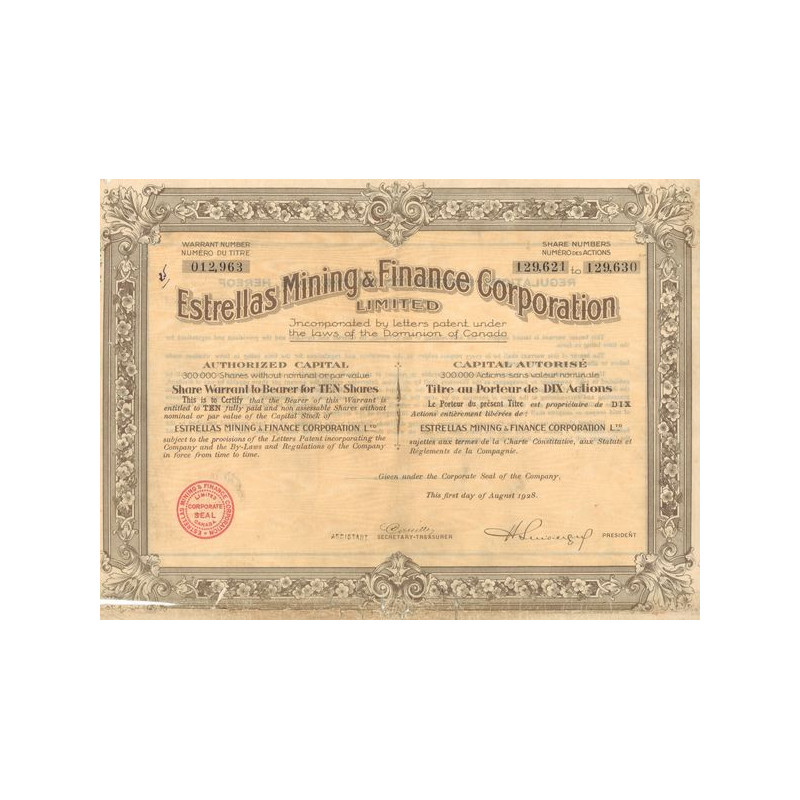 WARRANT NUMBER
NUMÉRO DU TITRE
012,963
SHARE NUMBERS
NUMÉRO DES ACTIONS
129,621 to 129,630
Estrellas Mining & Finance Corporation
LIMITED
Incorporated by letters patent under
the laws of the Dominion of Canada
AUTHORIZED CAPITAL
300.000 Shares without nominal or par value
Share Warrant to Bearer for TEN Shares
This is to Certify that the Bearer of this Warrant is
entitled to TEN fully paid and non assessable Shares without
nominal or par value of the Capital Stock of
ESTRELLAS MINING & FINANCE CORPORATION LTD
subject to the provisions of the Letters Patent incorporating the
Company and the By-Laws and Regulations of the Company
in force from time to time.
CAPITAL AUTORISÉ
300.000 Actions sans valeur nominale
Titre au Porteur de DIX Actions
Le Porteur du présent Titre est propriétaire de DIX
Actions entièrement libérées de :
ESTRELLAS MINING & FINANCE CORPORATION LTD
sujettes aux termes de la Charte Constitutive, aux Statuts et
Règlements de la Compagnie.
Given under the Corporate Seal of the Company,
This first day of August 1928.
ESTRELLAS MINING & FINANCE CORPORATION
LIMITED
CORPORATE
SEAL
CANADA
ASSISTANT SECRETARY-TREASURER
PRESIDENT